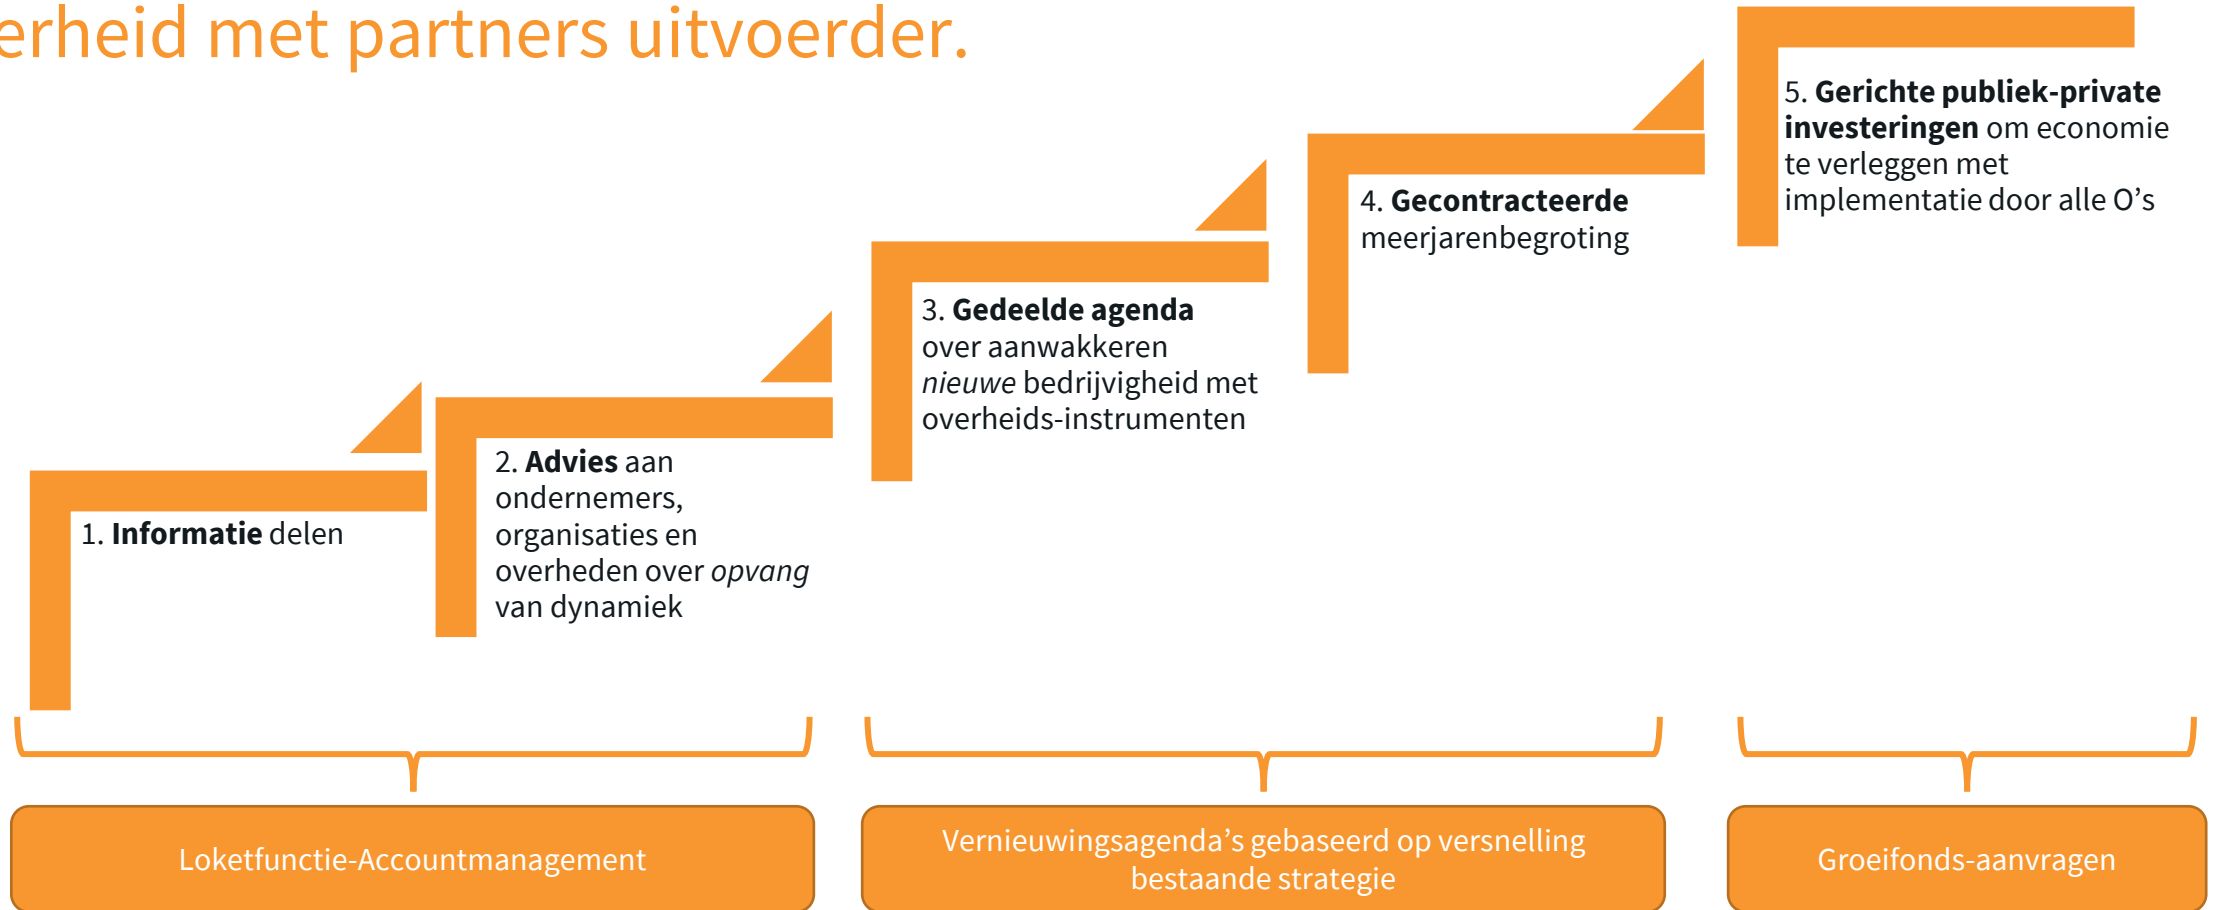 erheid met partners uitvoerder.
1. Informatie delen
2. Advies aan
ondernemers,
organisaties en
overheden over opvang
van dynamiek
3. Gedeelde agenda
over aanwakkeren
nieuwe bedrijvigheid met
overheids-instrumenten
4. Gecontracteerde
meerjarenbegroting
5. Gerichte publiek-private
investeringen om economie
te verleggen met
implementatie door alle O’s
Loketfunctie-Accountmanagement
Vernieuwingsagenda’s gebaseerd op versnelling
bestaande strategie
Groeifonds-aanvragen